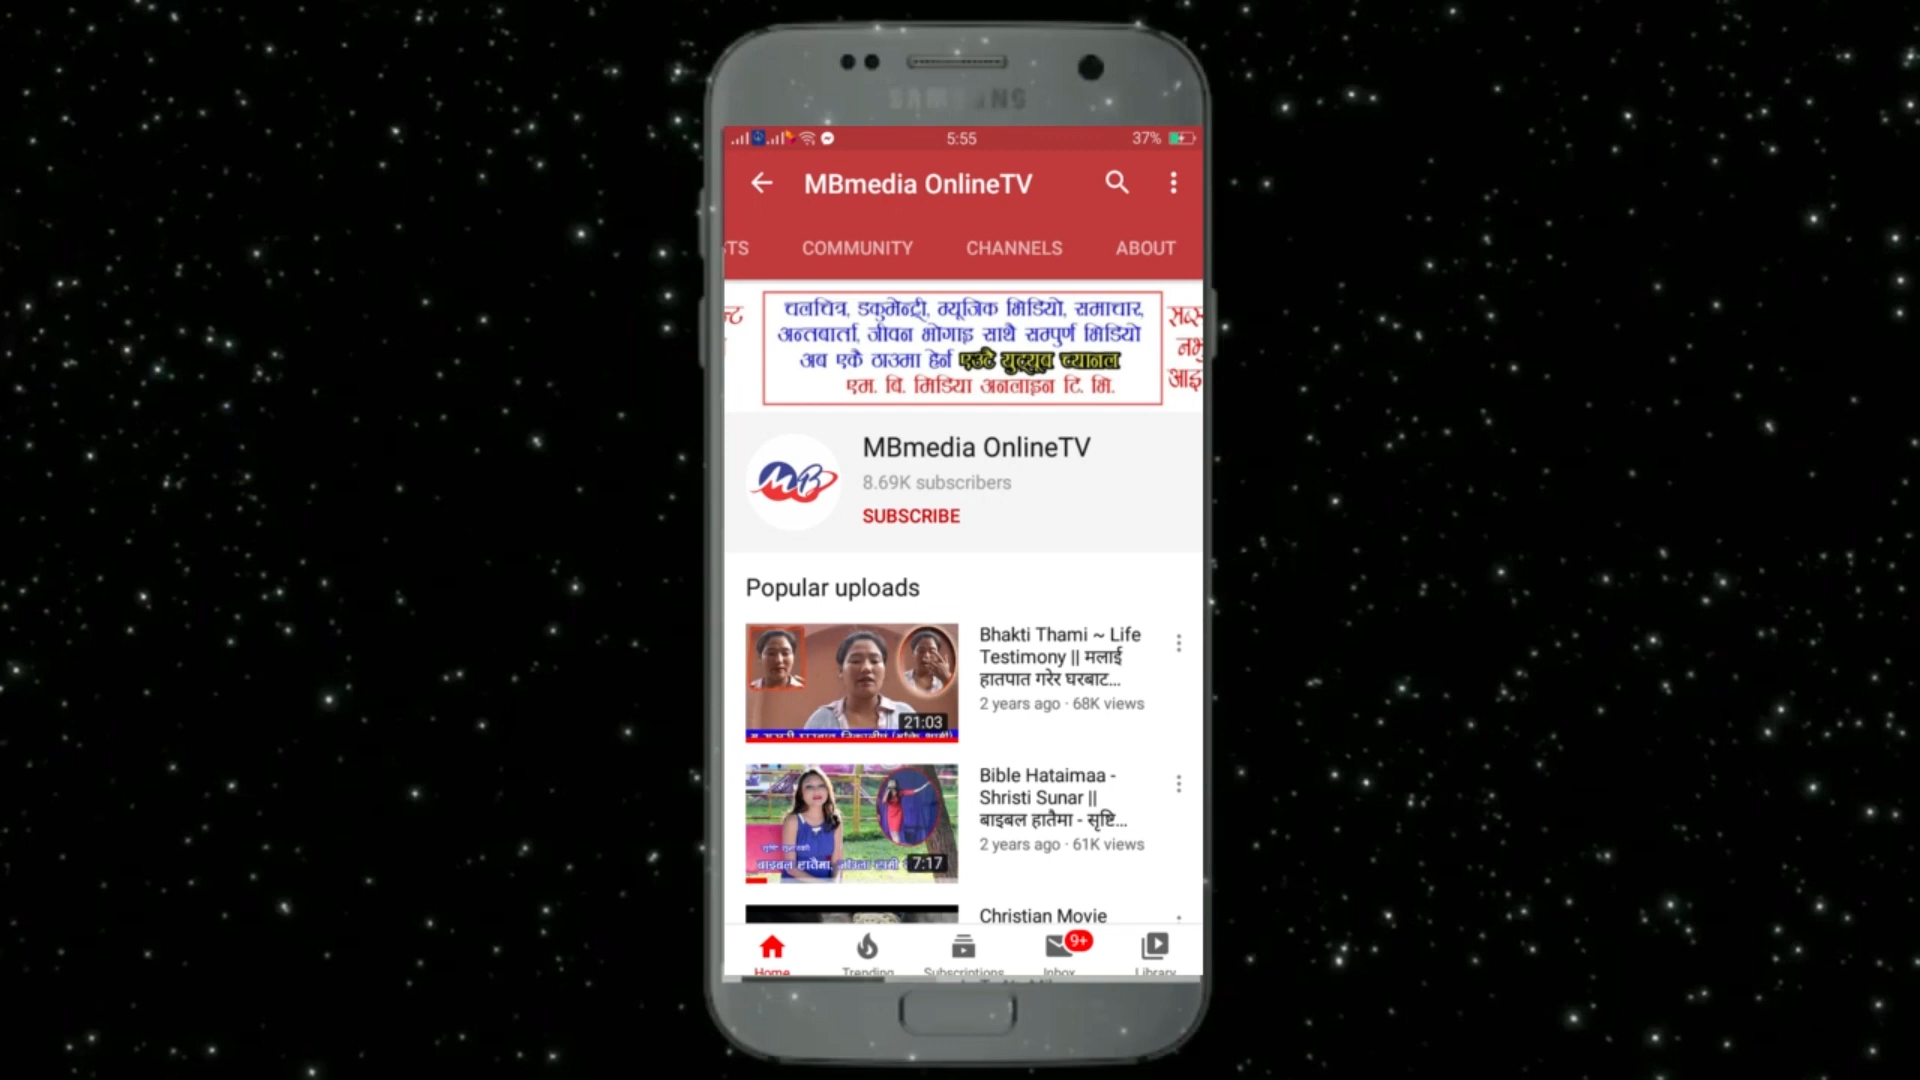 SAMSUNG
5:55
37%
MBmedia OnlineTV
TS COMMUNITY CHANNELS ABOUT
चलचित्र, डकुमेन्ट्री, म्यूजिक भिडियो, समाचार,
अन्तवार्ता, जीवन भोगाइ साथै सम्पुर्ण भिडियो
अब एकै ठाउमा हेर्न एउटै युट्युब च्यानल
एम. वि. मिडिया अनलाइन टि. भि.
MB
MBmedia OnlineTV
8.69K subscribers
SUBSCRIBE
Popular uploads
21:03
Bhakti Thami ~ Life
Testimony || मलाई
हातपात गरेर घरबाट...
2 years ago · 68K views
7:17
Bible Hataimaa -
Shristi Sunar ||
बाइबल हातैमा - सृष्टि...
2 years ago · 61K views
Christian Movie
9+
Home Trending Subscriptions Inbox Library